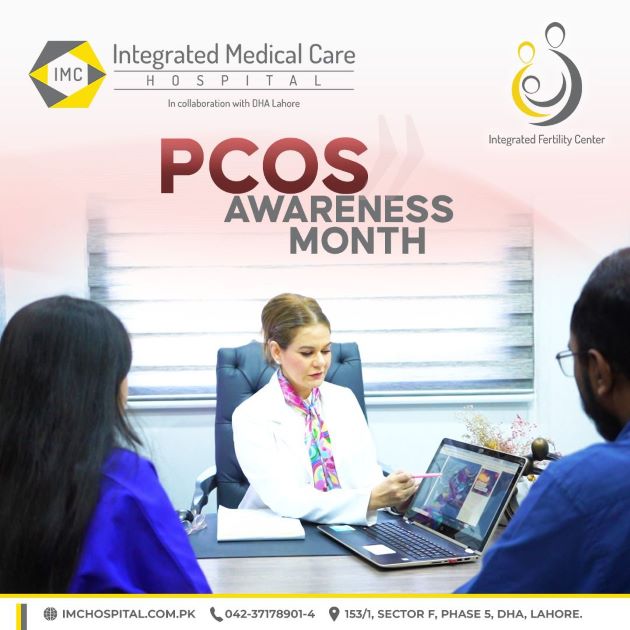 IMC
Integrated Medical Care
HOSPITAL
In collaboration with DHA Lahore
Integrated Fertility Center
PCOS
AWARENESS
MONTH
IMCHOSPITAL.COM.PK 042-37178901-4 153/1, SECTOR F, PHASE 5, DHA, LAHORE.